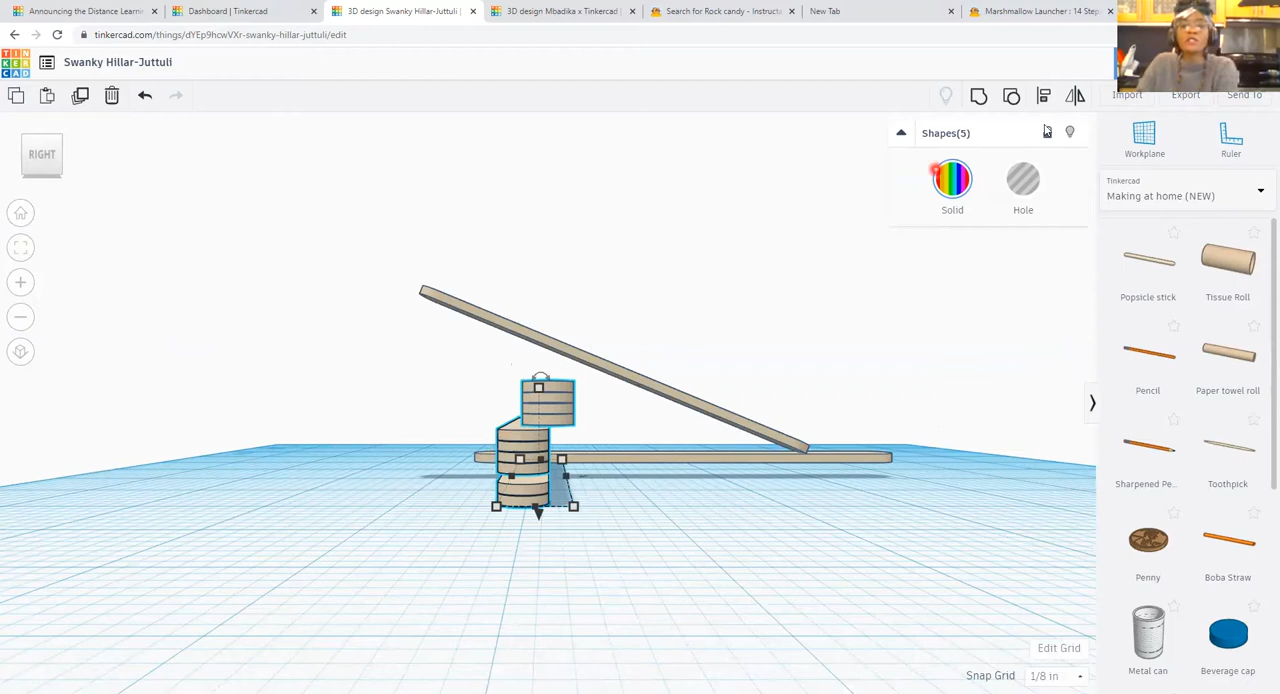 Announcing the Distance Learni
Dashboard | Tinkercad
3D design Swanky Hillar-Juttuli |
3D design Mbadika x Tinkercad |
Search for Rock candy - Instructa
New Tab
Marshmallow Launcher : 14 Step
tinkercad.com/things/dYEp9hcwVXr-swanky-hillar-juttuli/edit
TIN
KER
CAD
Swanky Hillar-Juttuli
Import
Export
Send To
RIGHT
Shapes(5)
Solid
Hole
Workplane
Ruler
Tinkercad
Making at home (NEW)
Popsicle stick
Tissue Roll
Pencil
Paper towel roll
Sharpened Pe...
Toothpick
Penny
Boba Straw
Metal can
Beverage cap
Edit Grid
Snap Grid
1/8 in